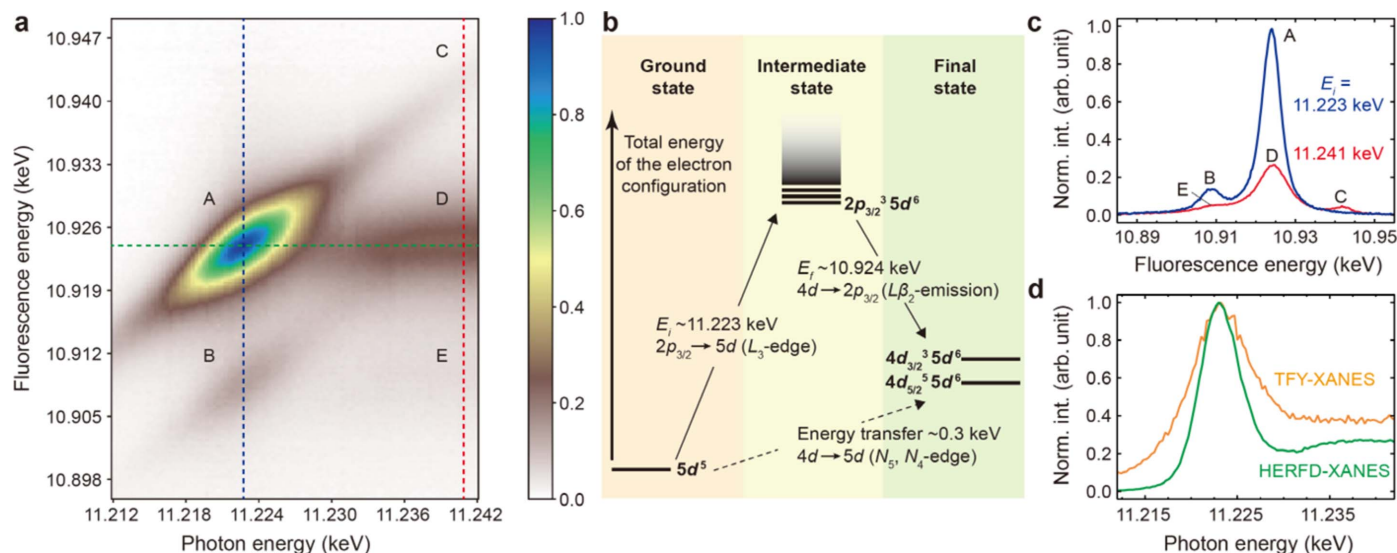 a
10.947
10.940
10.933
10.926
10.919
10.912
10.905
10.898
Fluorescence energy (keV)
A
B
C
D
E
11.212 11.218 11.224 11.230 11.236 11.242
Photon energy (keV)
1.0
0.8
0.6
0.4
0.2
0.0
b
Ground state
Intermediate state
Final state
Total energy
of the electron
configuration
2p3/2³ 5d⁶
Ef ~10.924 keV
4d → 2p3/2 (Lβ2-emission)
Ei ~11.223 keV
2p3/2 → 5d (L3-edge)
4d3/2³ 5d⁶
4d5/2⁵ 5d⁶
Energy transfer ~0.3 keV
4d → 5d (N5, N4-edge)
5d⁵
c
Norm. int. (arb. unit)
1.0
0.8
0.6
0.4
0.2
0.0
A
Ei =
11.223 keV
11.241 keV
B
D
E
C
10.89 10.91 10.93 10.95
Fluorescence energy (keV)
d
Norm. int. (arb. unit)
1.0
0.8
0.6
0.4
0.2
0.0
TFY-XANES
HERFD-XANES
11.215 11.225 11.235
Photon energy (keV)